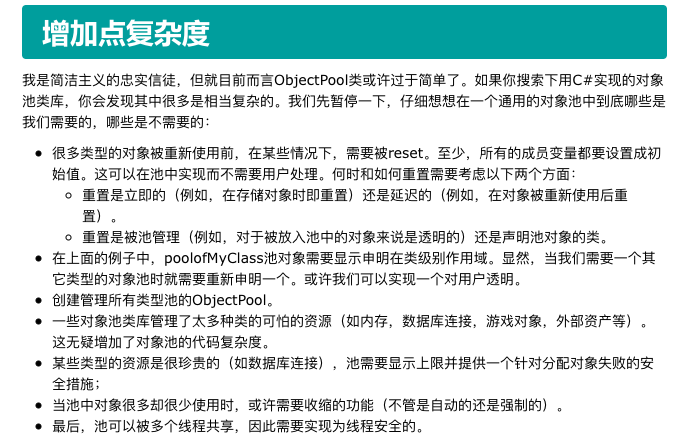 增加点复杂度
我是简洁主义的忠实信徒，但就目前而言ObjectPool类或许过于简单了。如果你搜索下用C#实现的对象
池类库，你会发现其中很多是相当复杂的。我们先暂停一下，仔细想想在一个通用的对象池中到底哪些是
我们需要的，哪些是不需要的：
很多类型的对象被重新使用前，在某些情况下，需要被reset。至少，所有的成员变量都要设置成初
始值。这可以在池中实现而不需要用户处理。何时和如何重置需要考虑以下两个方面：
重置是立即的（例如，在存储对象时即重置）还是延迟的（例如，在对象被重新使用后重
置）。
重置是被池管理（例如，对于被放入池中的对象来说是透明的）还是声明池对象的类。
在上面的例子中，poolofMyClass池对象需要显示申明在类级别作用域。显然，当我们需要一个其
它类型的对象池时就需要重新申明一个。或许我们可以实现一个对用户透明。
创建管理所有类型池的ObjectPool。
一些对象池类库管理了太多种类的可怕的资源（如内存，数据库连接，游戏对象，外部资产等）。
这无疑增加了对象池的代码复杂度。
某些类型的资源是很珍贵的（如数据库连接），池需要显示上限并提供一个针对分配对象失败的安
全措施；
当池中对象很多却很少使用时，或许需要收缩的功能（不管是自动的还是强制的）。
最后，池可以被多个线程共享，因此需要实现为线程安全的。